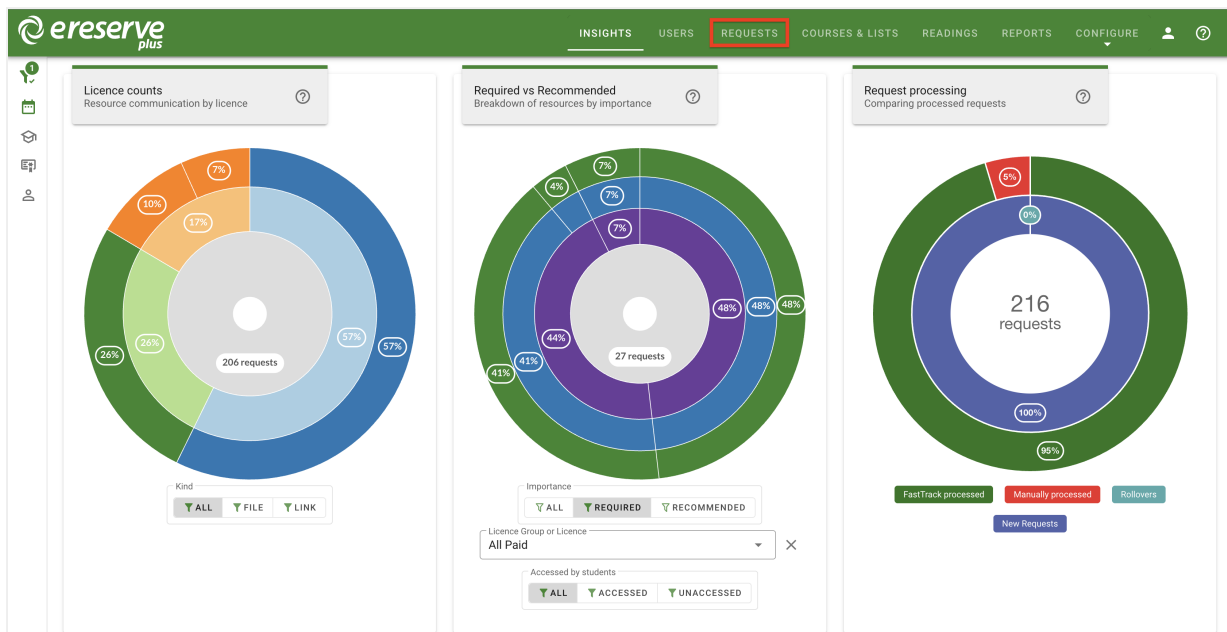 ereserve
plus
INSIGHTS
USERS
REQUESTS
COURSES & LISTS
READINGS
REPORTS
CONFIGURE
1
Licence counts
Resource communication by licence
7%
10%
17%
57%
57%
26%
26%
206 requests
Kind
ALL
FILE
LINK
Required vs Recommended
Breakdown of resources by importance
7%
4%
7%
7%
48%
48%
48%
44%
41%
41%
27 requests
Importance
ALL
REQUIRED
RECOMMENDED
Licence Group or Licence
All Paid
Accessed by students
ALL
ACCESSED
UNACCESSED
Request processing
Comparing processed requests
5%
0%
216
requests
100%
95%
FastTrack processed
Manually processed
Rollovers
New Requests